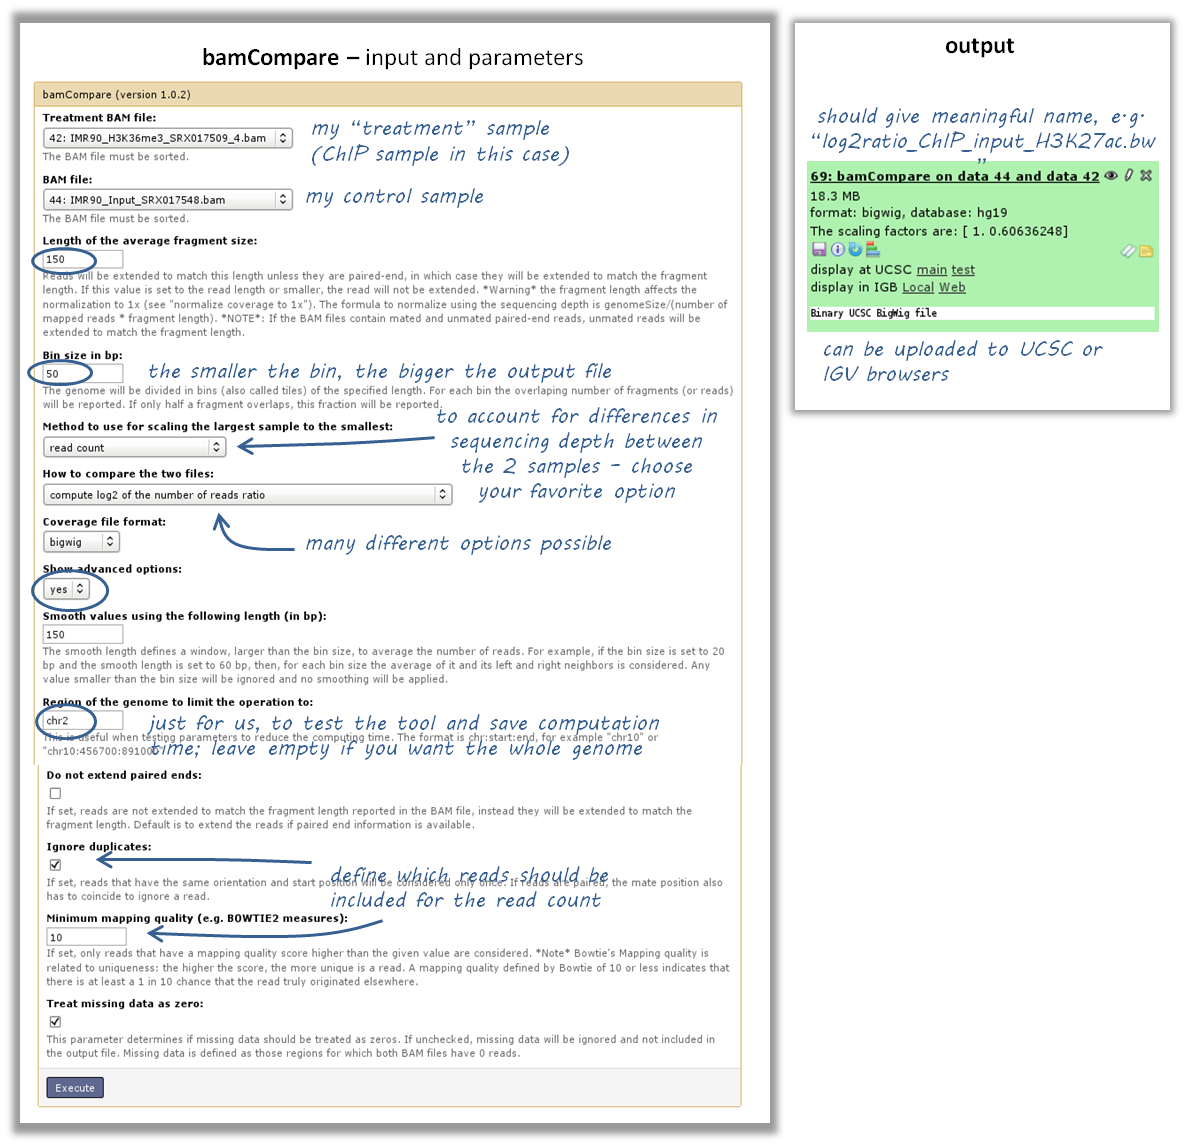 bamCompare – input and parameters
bamCompare (version 1.0.2)
Treatment BAM file:
42: IMR90_H3K36me3_SRX017509_4.bam
my “treatment” sample
(ChIP sample in this case)
The BAM file must be sorted.
BAM file:
44: IMR90_Input_SRX017548.bam
my control sample
The BAM file must be sorted.
Length of the average fragment size:
150
Reads will be extended to match this length unless they are paired-end, in which case they will be extended to match the fragment
length. If this value is set to the read length or smaller, the read will not be extended. *Warning* the fragment length affects the
normalization to 1x (see "normalize coverage to 1x"). The formula to normalize using the sequencing depth is genomeSize/(number of
mapped reads * fragment length). *NOTE*: If the BAM files contain mated and unmated paired-end reads, unmated reads will be
extended to match the fragment length.
Bin size in bp:
50
the smaller the bin, the bigger the output file
The genome will be divided in bins (also called tiles) of the specified length. For each bin the overlaping number of fragments (or reads)
will be reported. If only half a fragment overlaps, this fraction will be reported.
to account for differences in
sequencing depth between
the 2 samples - choose
your favorite option
Method to use for scaling the largest sample to the smallest:
read count
How to compare the two files:
compute log2 of the number of reads ratio
Coverage file format:
bigwig
many different options possible
Show advanced options:
yes
Smooth values using the following length (in bp):
150
The smooth length defines a window, larger than the bin size, to average the number of reads. For example, if the bin size is set to 20
bp and the smooth length is set to 60 bp, then, for each bin size the average of it and its left and right neighbors is considered. Any
value smaller than the bin size will be ignored and no smoothing will be applied.
Region of the genome to limit the operation to:
chr2
just for us, to test the tool and save computation
time; leave empty if you want the whole genome
This is useful when testing parameters to reduce the computing time. The format is chr:start:end, for example "chr10" or
"chr10:456700:891000"
Do not extend paired ends:
If set, reads are not extended to match the fragment length reported in the BAM file, instead they will be extended to match the
fragment length. Default is to extend the reads if paired end information is available.
Ignore duplicates:
define which reads should be
included for the read count
If set, reads that have the same orientation and start position will be considered only once. If reads are paired, the mate position also
has to coincide to ignore a read.
Minimum mapping quality (e.g. BOWTIE2 measures):
10
If set, only reads that have a mapping quality score higher than the given value are considered. *Note* Bowtie's Mapping quality is
related to uniqueness: the higher the score, the more unique is a read. A mapping quality defined by Bowtie of 10 or less indicates that
there is at least a 1 in 10 chance that the read truly originated elsewhere.
Treat missing data as zero:
This parameter determines if missing data should be treated as zeros. If unchecked, missing data will be ignored and not included in
the output file. Missing data is defined as those regions for which both BAM files have 0 reads.
Execute
output
should give meaningful name, e.g.
“log2ratio_ChIP_input_H3K27ac.bw
”
69: bamCompare on data 44 and data 42
18.3 MB
format: bigwig, database: hg19
The scaling factors are: [ 1. 0.60636248]
display at UCSC main test
display in IGB Local Web
Binary UCSC BigWig file
can be uploaded to UCSC or
IGV browsers